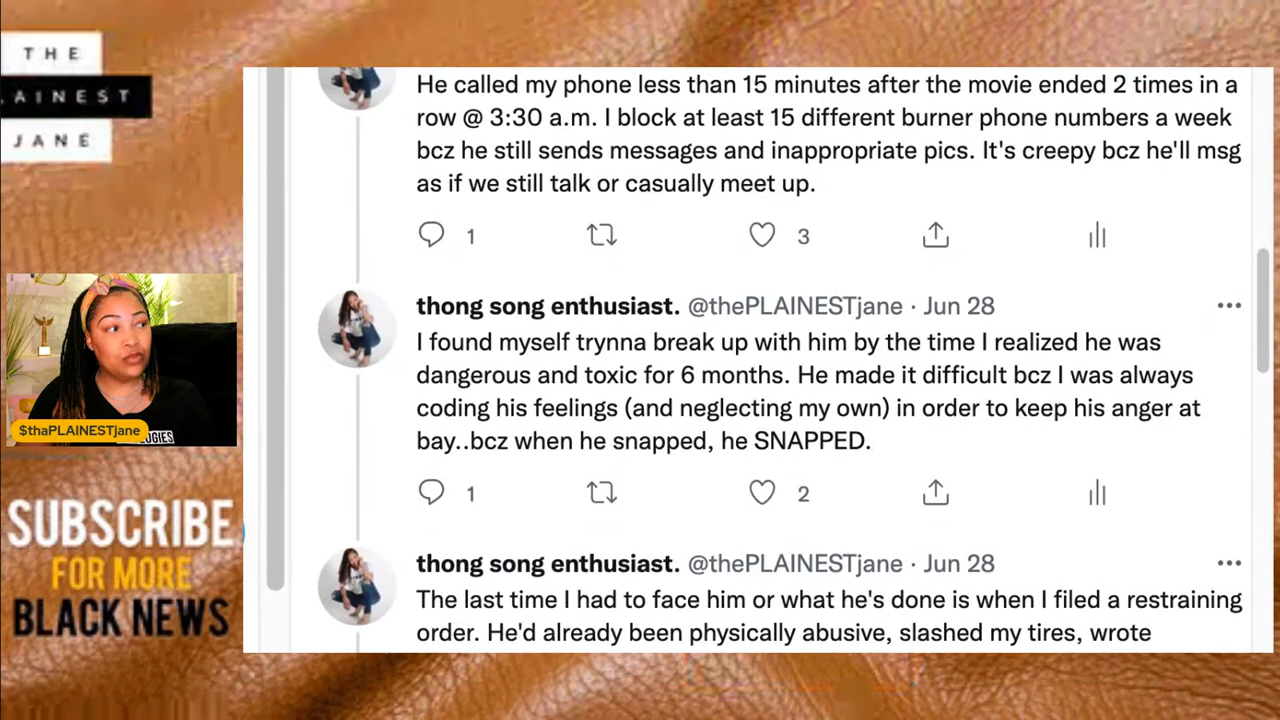 THE
LAINEST
JANE
He called my phone less than 15 minutes after the movie ended 2 times in a
row @ 3:30 a.m. I block at least 15 different burner phone numbers a week
bcz he still sends messages and inappropriate pics. It's creepy bcz he'll msg
as if we still talk or casually meet up.
1
3
thong song enthusiast. @thePLAINESTjane · Jun 28
I found myself trynna break up with him by the time I realized he was
dangerous and toxic for 6 months. He made it difficult bcz I was always
coding his feelings (and neglecting my own) in order to keep his anger at
bay..bcz when he snapped, he SNAPPED.
1
2
thong song enthusiast. @thePLAINESTjane · Jun 28
The last time I had to face him or what he's done is when I filed a restraining
order. He'd already been physically abusive, slashed my tires, wrote
$thaPLAINESTjane
OGIES
SUBSCRIBE
FOR MORE
BLACK NEWS